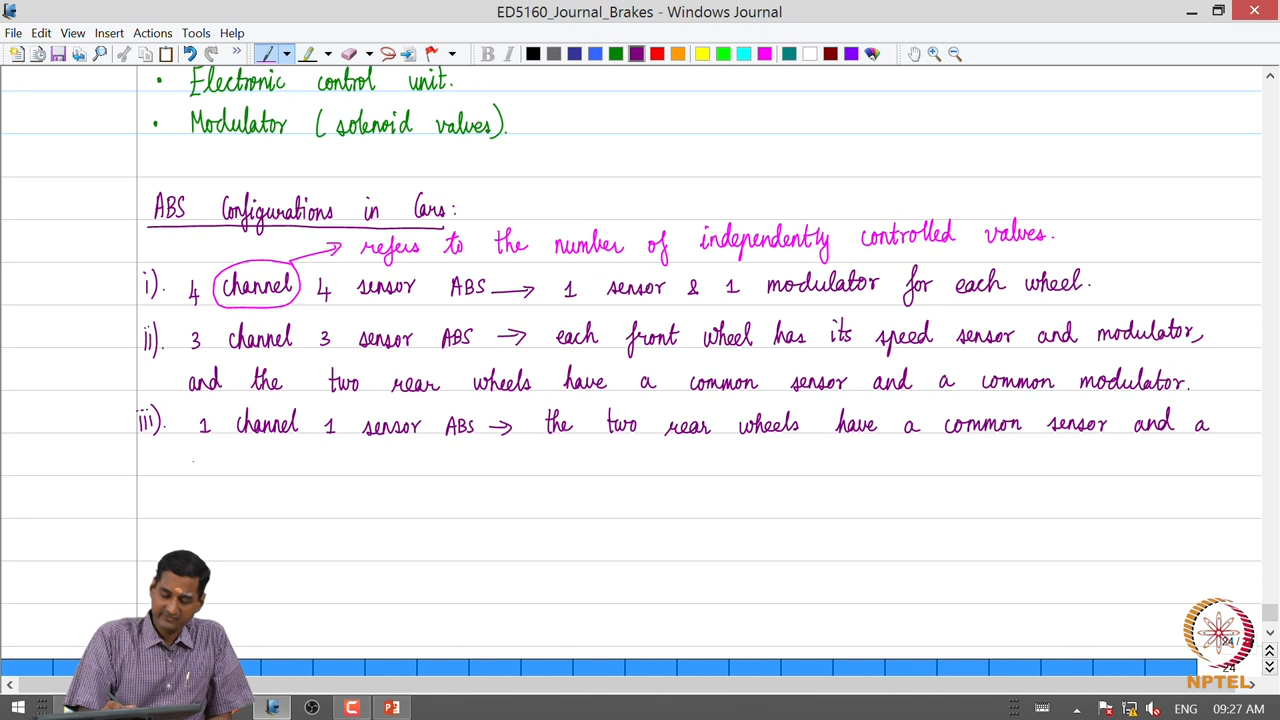 ED5160_Journal_Brakes - Windows Journal
File Edit View Insert Actions Tools Help
• Electronic control unit.
• Modulator (solenoid valves).
ABS Configurations in Cars:
refers to the number of independently controlled valves.
i). 4 channel 4 sensor ABS → 1 sensor & 1 modulator for each wheel.
ii). 3 channel 3 sensor ABS → each front wheel has its speed sensor and modulator,
and the two rear wheels have a common sensor and a common modulator.
iii). 1 channel 1 sensor ABS → the two rear wheels have a common sensor and a
24
NPTEL
ENG 09:27 AM